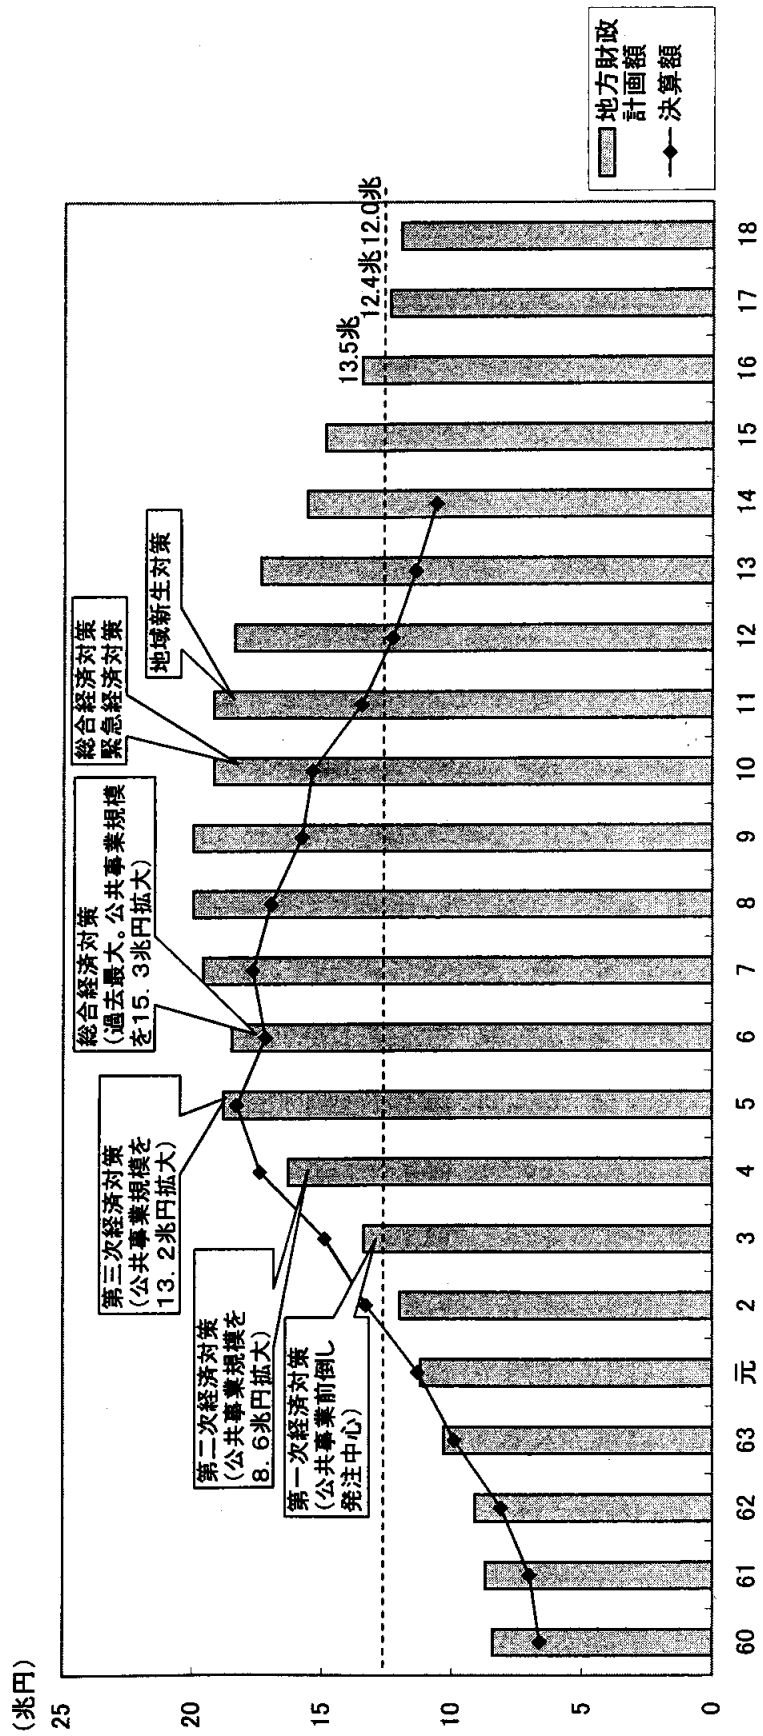 (兆円)
25
20
15
10
5
0
第一次経済対策
(公共事業前倒し
発注中心)
第二次経済対策
(公共事業規模を
8.6兆円拡大)
第三次経済対策
(公共事業規模を
13.2兆円拡大)
総合経済対策
(過去最大。公共事業規模
を15.3兆円拡大)
総合経済対策
緊急経済対策
地域新生対策
13.5兆
12.4兆
12.0兆
60
61
62
63
元
2
3
4
5
6
7
8
9
10
11
12
13
14
15
16
17
18
地方財政
計画額
決算額